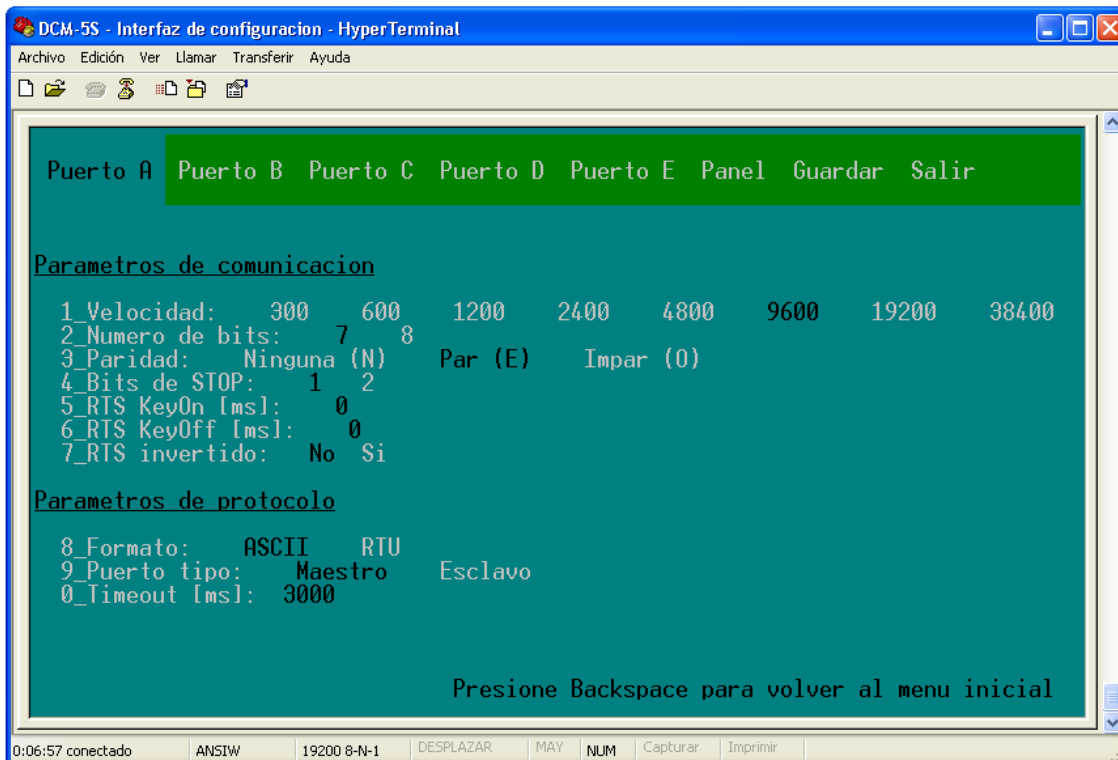 DCM-5S - Interfaz de configuracion - HyperTerminal
Archivo Edición Ver Llamar Transferir Ayuda
Puerto A Puerto B Puerto C Puerto D Puerto E Panel Guardar Salir
Parametros de comunicacion
1_Velocidad: 300 600 1200 2400 4800 9600 19200 38400
2_Numero de bits: 7 8
3_Paridad: Ninguna (N) Par (E) Impar (O)
4_Bits de STOP: 1 2
5_RTS KeyOn [ms]: 0
6_RTS KeyOff [ms]: 0
7_RTS invertido: No Si
Parametros de protocolo
8_Formato: ASCII RTU
9_Puerto tipo: Maestro Esclavo
0_Timeout [ms]: 3000
Presione Backspace para volver al menu inicial
0:06:57 conectado ANSIW 19200 8-N-1 DESPLAZAR MAY NUM Capturar Imprimir